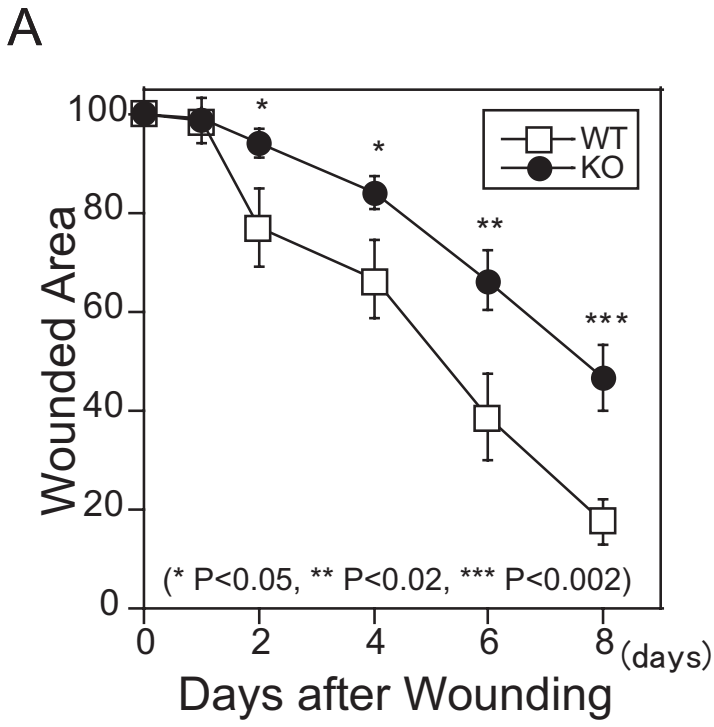 A
100
80
60
40
20
0
Wounded Area
WT
KO
*
*
**
***
(* P<0.05, ** P<0.02, *** P<0.002)
0 2 4 6 8 (days)
Days after Wounding